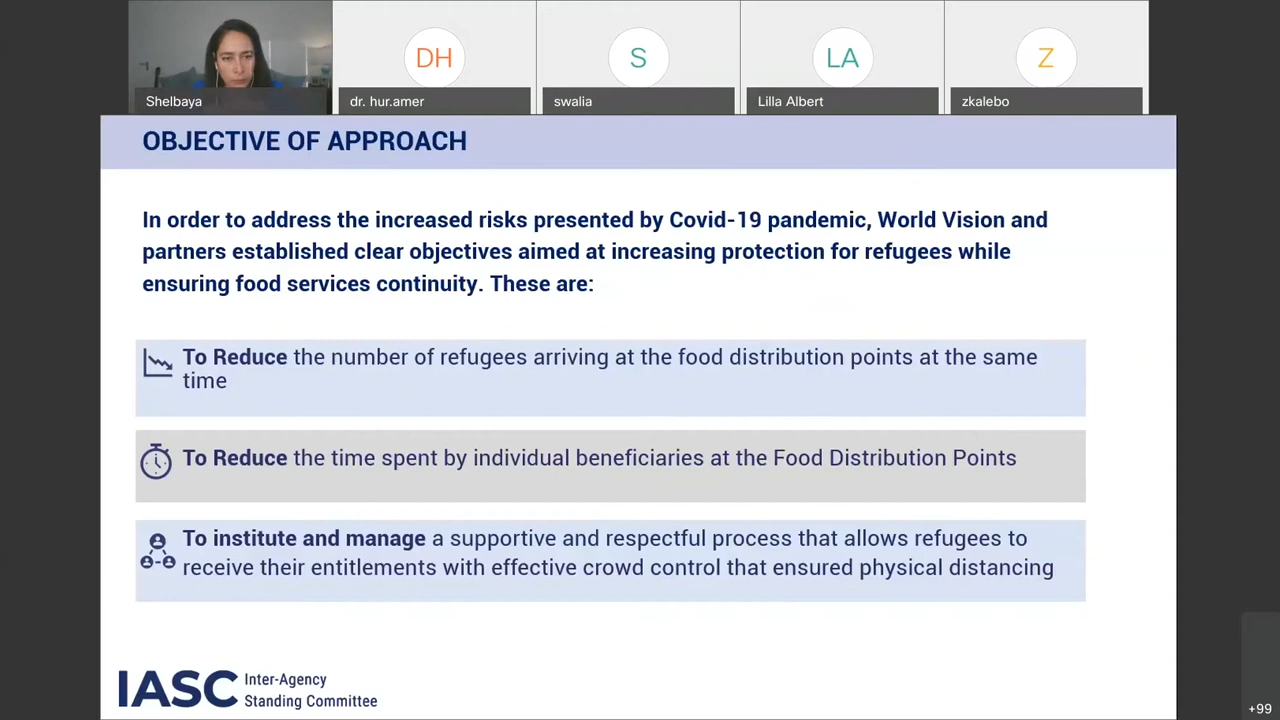 DH
S
LA
Z
Shelbaya
dr. hur.amer
swalia
Lilla Albert
zkalebo
OBJECTIVE OF APPROACH
In order to address the increased risks presented by Covid-19 pandemic, World Vision and
partners established clear objectives aimed at increasing protection for refugees while
ensuring food services continuity. These are:
To Reduce the number of refugees arriving at the food distribution points at the same
time
To Reduce the time spent by individual beneficiaries at the Food Distribution Points
To institute and manage a supportive and respectful process that allows refugees to
receive their entitlements with effective crowd control that ensured physical distancing
IASC
Inter-Agency
Standing Committee
+99